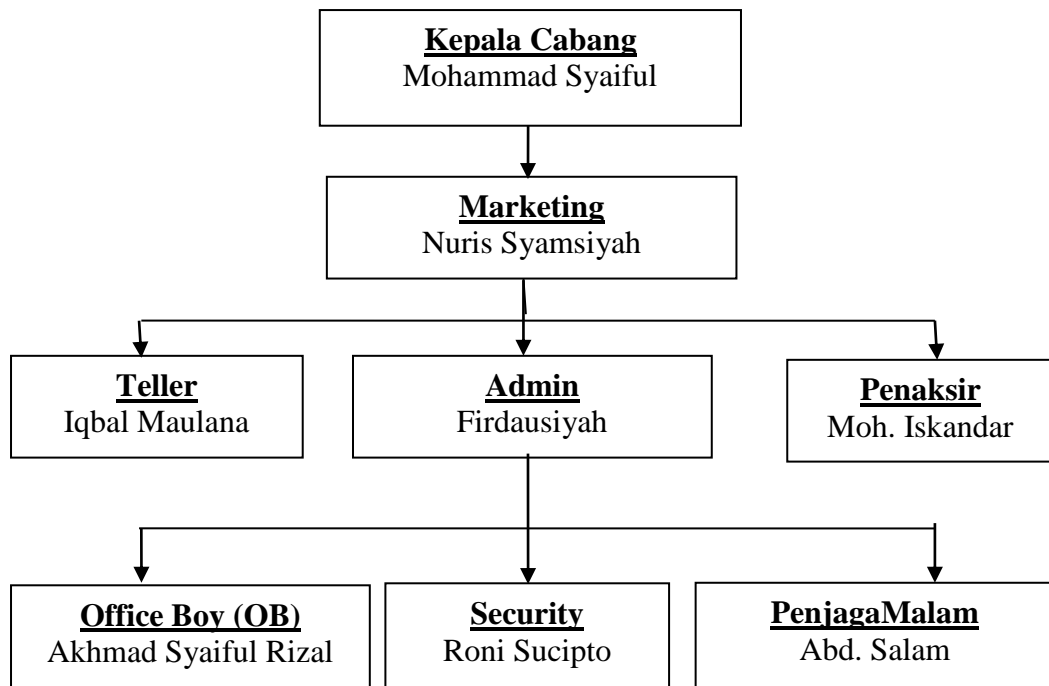 Kepala Cabang
Mohammad Syaiful
Marketing
Nuris Syamsiyah
Teller
Iqbal Maulana
Admin
Firdausiyah
Penaksir
Moh. Iskandar
Office Boy (OB)
Akhmad Syaiful Rizal
Security
Roni Sucipto
PenjagaMalam
Abd. Salam